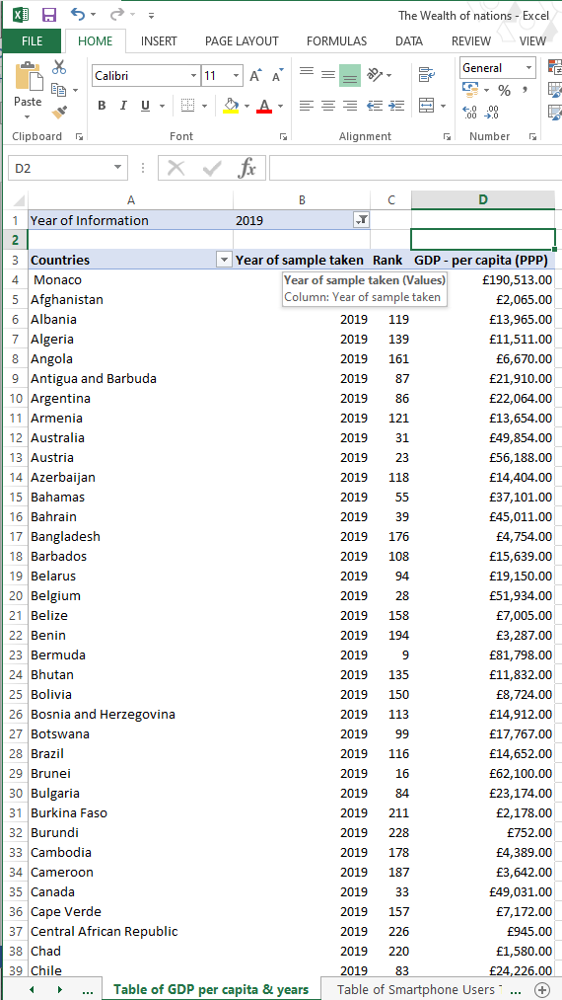 The Wealth of nations - Excel
FILE HOME INSERT PAGE LAYOUT FORMULAS DATA REVIEW VIEW
Calibri 11 General
Paste
B I U A % ,
Clipboard Font Alignment Number
D2 fx
A B C D
1 Year of Information 2019
2
3 Countries Year of sample taken Rank GDP - per capita (PPP)
4 Monaco £190,513.00
Year of sample taken (Values)
5 Afghanistan £2,065.00
Column: Year of sample taken
6 Albania 2019 119 £13,965.00
7 Algeria 2019 139 £11,511.00
8 Angola 2019 161 £6,670.00
9 Antigua and Barbuda 2019 87 £21,910.00
10 Argentina 2019 86 £22,064.00
11 Armenia 2019 121 £13,654.00
12 Australia 2019 31 £49,854.00
13 Austria 2019 23 £56,188.00
14 Azerbaijan 2019 118 £14,404.00
15 Bahamas 2019 55 £37,101.00
16 Bahrain 2019 39 £45,011.00
17 Bangladesh 2019 176 £4,754.00
18 Barbados 2019 108 £15,639.00
19 Belarus 2019 94 £19,150.00
20 Belgium 2019 28 £51,934.00
21 Belize 2019 158 £7,005.00
22 Benin 2019 194 £3,287.00
23 Bermuda 2019 9 £81,798.00
24 Bhutan 2019 135 £11,832.00
25 Bolivia 2019 150 £8,724.00
26 Bosnia and Herzegovina 2019 113 £14,912.00
27 Botswana 2019 99 £17,767.00
28 Brazil 2019 116 £14,652.00
29 Brunei 2019 16 £62,100.00
30 Bulgaria 2019 84 £23,174.00
31 Burkina Faso 2019 211 £2,178.00
32 Burundi 2019 228 £752.00
33 Cambodia 2019 178 £4,389.00
34 Cameroon 2019 187 £3,642.00
35 Canada 2019 33 £49,031.00
36 Cape Verde 2019 157 £7,172.00
37 Central African Republic 2019 226 £945.00
38 Chad 2019 220 £1,580.00
39 Chile 2019 83 £24,226.00
... Table of GDP per capita & years Table of Smartphone Users ...